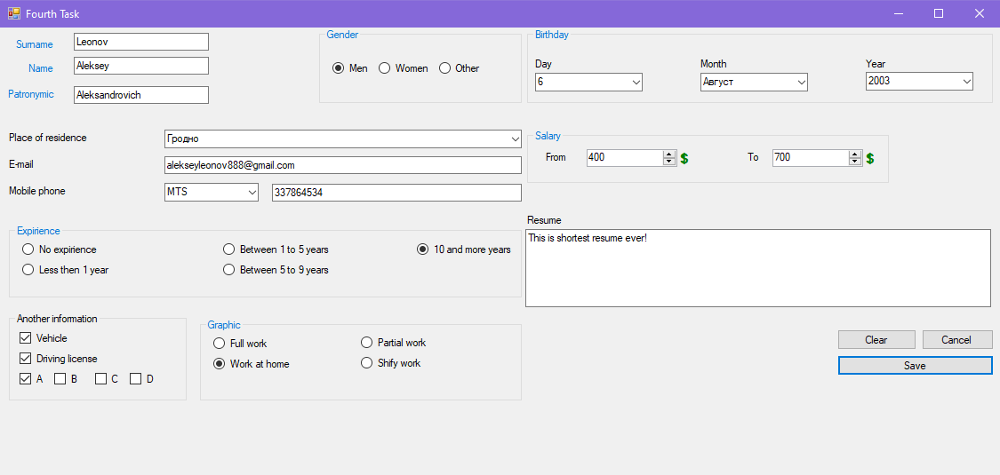 Fourth Task
Surname Leonov
Name Aleksey
Patronymic Aleksandrovich
Gender
Men Women Other
Birthday
Day Month Year
6 Август 2003
Place of residence Гродно
E-mail alekseyleonov888@gmail.com
Mobile phone MTS 337864534
Salary
From 400 $ To 700 $
Expirience
No expirience Between 1 to 5 years 10 and more years
Less then 1 year Between 5 to 9 years
Resume
This is shortest resume ever!
Another information
Vehicle
Driving license
A B C D
Graphic
Full work Partial work
Work at home Shify work
Clear Cancel
Save